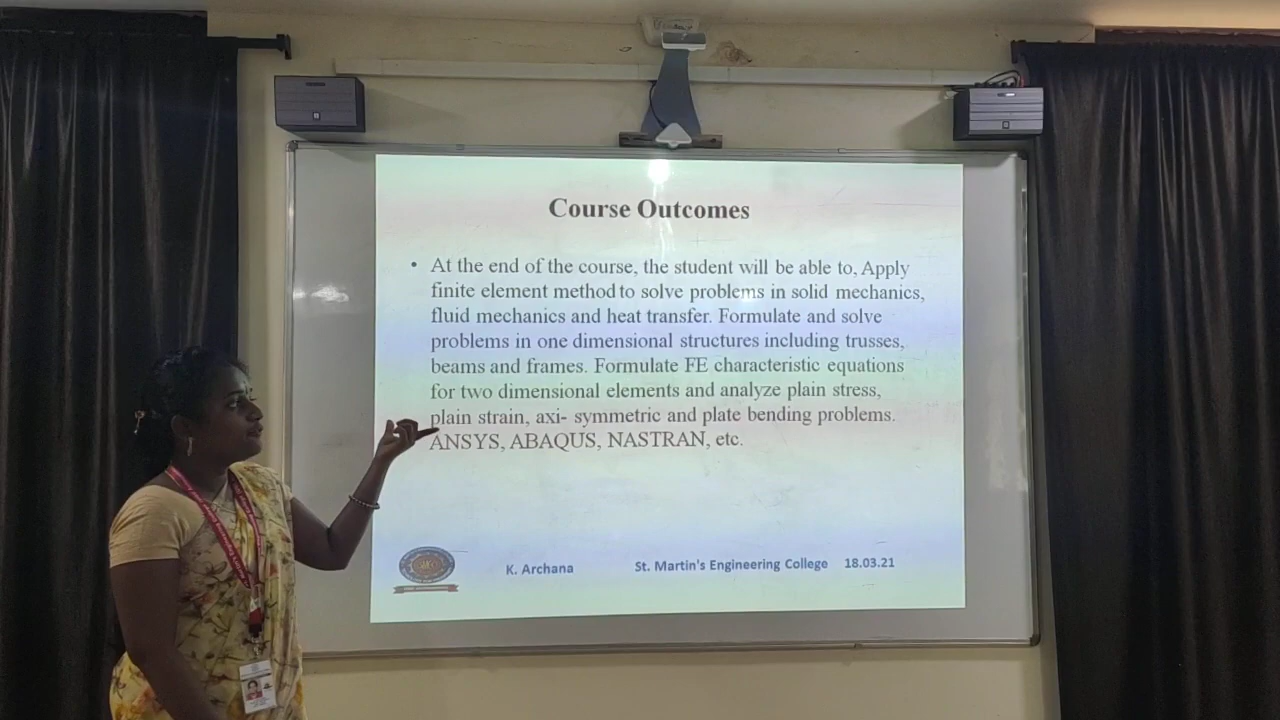 Course Outcomes
• At the end of the course, the student will be able to, Apply
finite element method to solve problems in solid mechanics,
fluid mechanics and heat transfer. Formulate and solve
problems in one dimensional structures including trusses,
beams and frames. Formulate FE characteristic equations
for two dimensional elements and analyze plain stress,
plain strain, axi- symmetric and plate bending problems.
ANSYS, ABAQUS, NASTRAN, etc.
K. Archana St. Martin's Engineering College 18.03.21